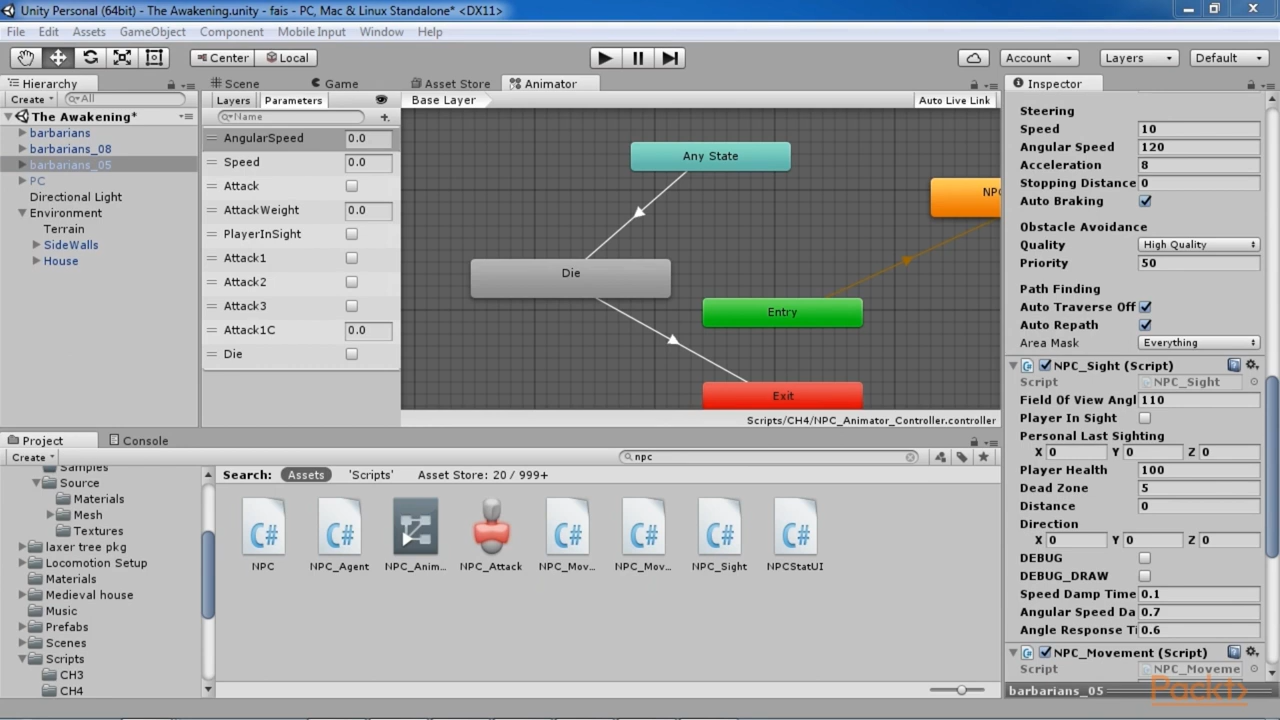 Unity Personal (64bit) - The Awakening.unity - fais - PC, Mac & Linux Standalone* <DX11>
File Edit Assets GameObject Component Mobile Input Window Help
Center Local Account Layers Default
Hierarchy
Create All
The Awakening*
barbarians
barbarians_08
barbarians_05
PC
Directional Light
Environment
Terrain
SideWalls
House
Scene Game Asset Store Animator
Layers Parameters
Name
AngularSpeed 0.0
Speed 0.0
Attack
AttackWeight 0.0
PlayerInSight
Attack1
Attack2
Attack3
Attack1C 0.0
Die
Base Layer Auto Live Link
Any State
NPC
Die
Entry
Exit
Scripts/CH4/NPC_Animator_Controller.controller
Inspector
Steering
Speed 10
Angular Speed 120
Acceleration 8
Stopping Distance 0
Auto Braking
Obstacle Avoidance
Quality High Quality
Priority 50
Path Finding
Auto Traverse Off
Auto Repath
Area Mask Everything
NPC_Sight (Script)
Script NPC_Sight
Field Of View Angl 110
Player In Sight
Personal Last Sighting
X 0 Y 0 Z 0
Player Health 100
Dead Zone 5
Distance 0
Direction
X 0 Y 0 Z 0
DEBUG
DEBUG_DRAW
Speed Damp Time 0.1
Angular Speed Da 0.7
Angle Response Ti 0.6
NPC_Movement (Script)
Script NPC_Moveme
barbarians_05
Packt>
Project Console
Create npc
Samples
Source
Materials
Mesh
Textures
laxer tree pkg
Locomotion Setup
Materials
Medieval house
Music
Prefabs
Scenes
Scripts
CH3
CH4
Search: Assets 'Scripts' Asset Store: 20 / 999+
C# C# C# C# C# C#
NPC NPC_Agent NPC_Anim... NPC_Attack NPC_Mov... NPC_Mov... NPC_Sight NPCStatUI